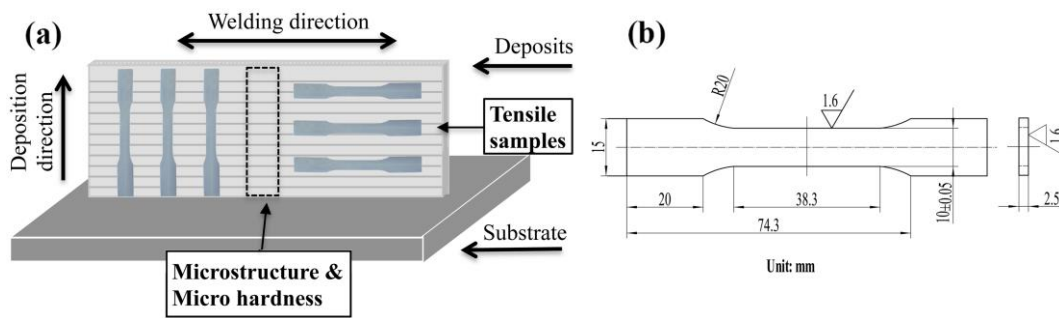 (a)
Welding direction
Deposits
Deposition
direction
Tensile
samples
Substrate
Microstructure &
Micro hardness
(b)
R20
1.6
15
20
38.3
74.3
10±0.05
1.6
2.5
Unit: mm